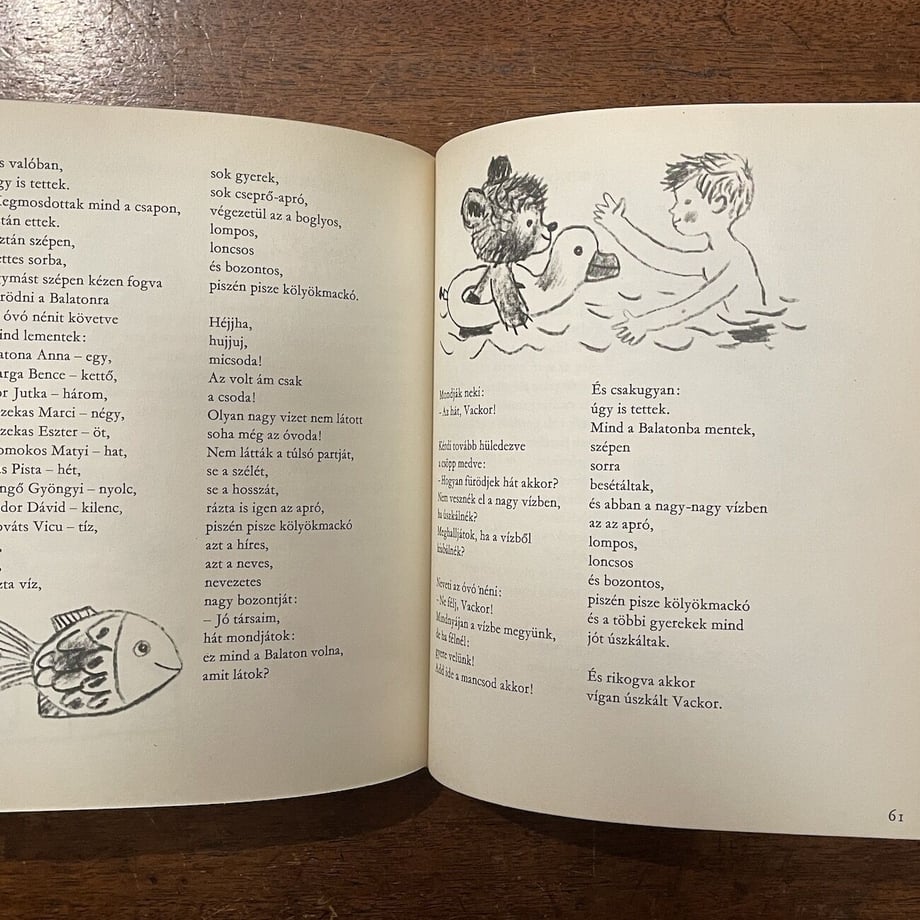 s valóban,
gy is tettek.
egmosdottak mind a csapon,
tán ettek.
ztán szépen,
ettes sorba,
ymást szépen kézen fogva
rödni a Balatonra
óvó nénit követve
ind lementek:
atona Anna – egy,
arga Bence – kettő,
or Jutka – három,
zekas Marci – négy,
zekas Eszter – öt,
omokos Matyi – hat,
s Pista – hét,
ngő Gyöngyi – nyolc,
dor Dávid – kilenc,
ováts Vicu – tíz,
zta víz,
sok gyerek,
sok cseprő-apró,
végezetül az a boglyos,
lompos,
loncsos
és bozontos,
piszén pisze kölyökmackó.
Héjjha,
hujjuj,
micsoda!
Az volt ám csak
a csoda!
Olyan nagy vizet nem látott
soha még az óvoda!
Nem látták a túlsó partját,
se a szélét,
se a hosszát,
rázta is igen az apró,
piszén pisze kölyökmackó
azt a híres,
azt a neves,
nevezetes
nagy bozontját:
– Jó társaim,
hát mondjátok:
ez mind a Balaton volna,
amit látok?
Mondják neki:
– Az hát, Vackor!
Kérdi tovább hüledezve
a csöpp medve:
– Hogyan fürödjek hát akkor?
Nem vesznék el a nagy vízben,
ha úszkálnék?
Meghalljátok, ha a vízből
kiabálnék?
Neveti az óvó néni:
– Ne félj, Vackor!
Mindnyájan a vízbe megyünk,
de ha félnél:
gyere velünk!
Add ide a mancsod akkor!
És csakugyan:
úgy is tettek.
Mind a Balatonba mentek,
szépen
sorra
besétáltak,
és abban a nagy-nagy vízben
az az apró,
lompos,
loncsos
és bozontos,
piszén pisze kölyökmackó
és a többi gyerekek mind
jót úszkáltak.
És rikogva akkor
vígan úszkált Vackor.
61